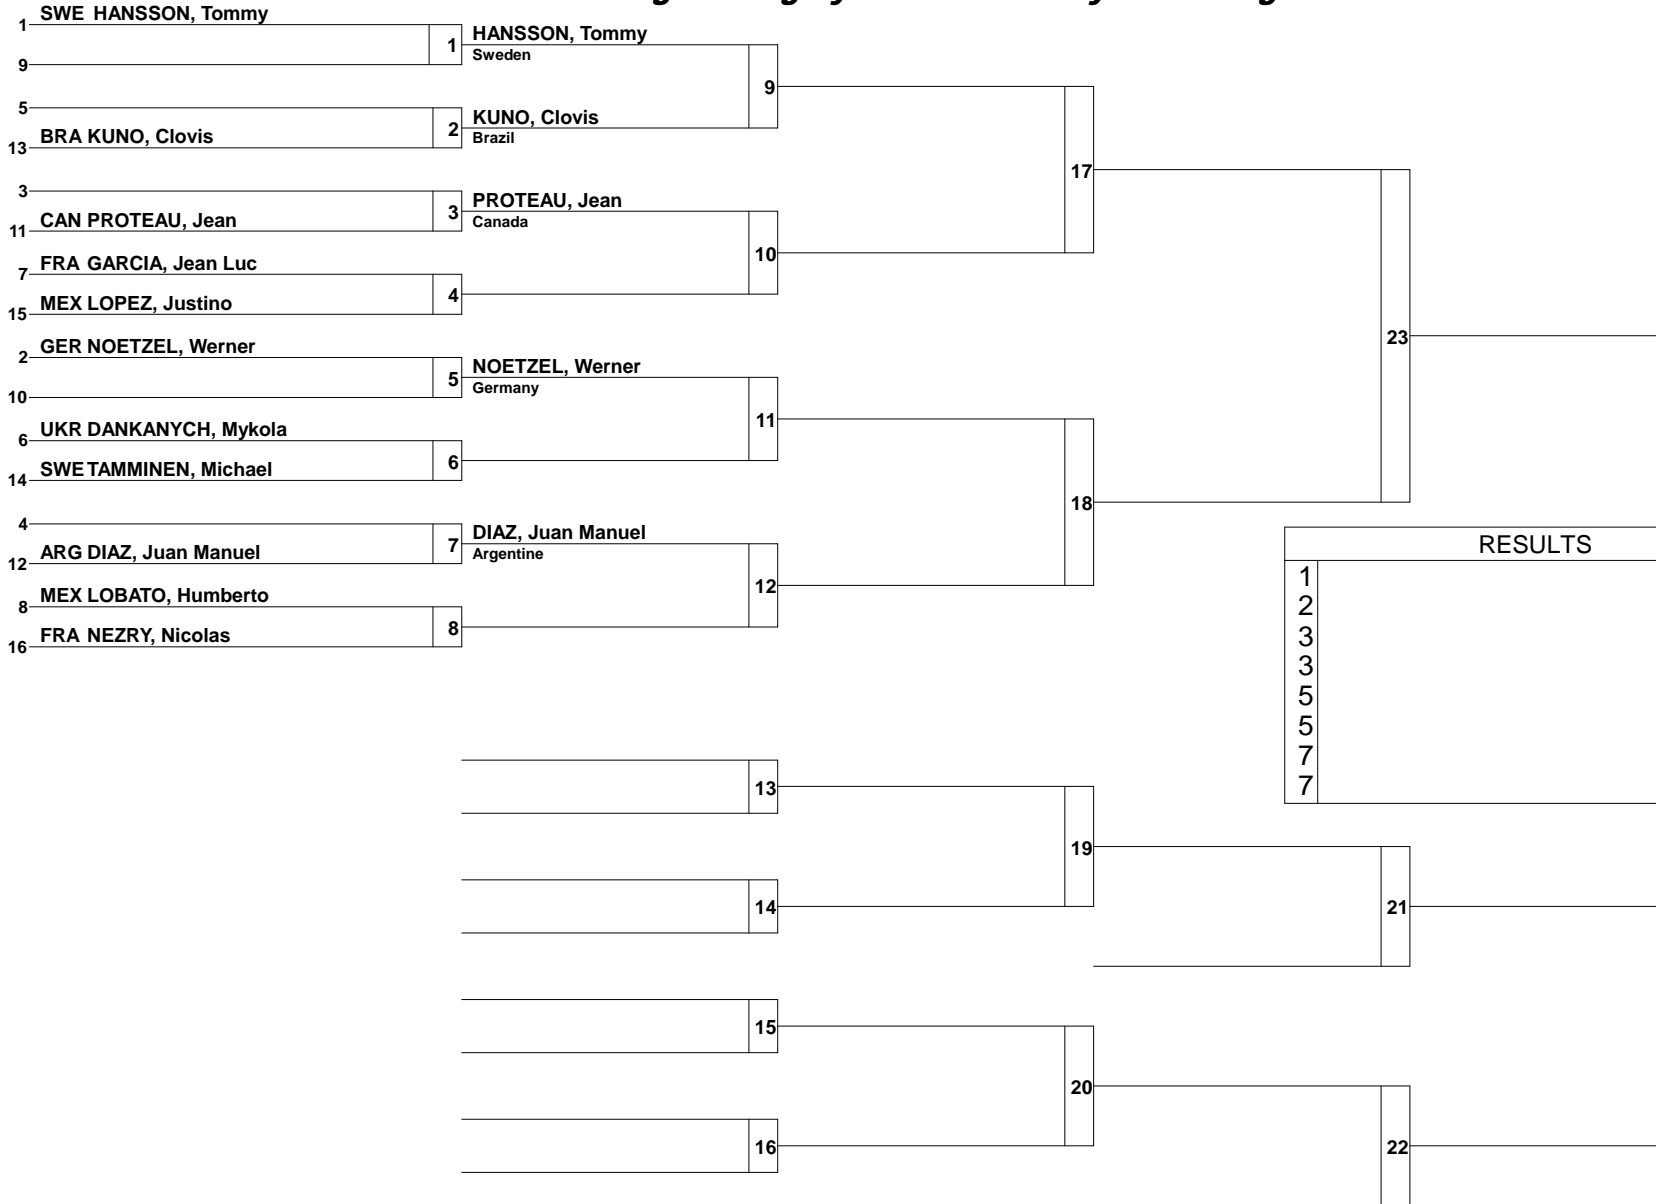 1 SWE HANSSON, Tommy
9
1 HANSSON, Tommy
Sweden
5
13 BRA KUNO, Clovis
2 KUNO, Clovis
Brazil
9
3
11 CAN PROTEAU, Jean
3 PROTEAU, Jean
Canada
7 FRA GARCIA, Jean Luc
15 MEX LOPEZ, Justino
4
10
17
2 GER NOETZEL, Werner
10
5 NOETZEL, Werner
Germany
6 UKR DANKANYCH, Mykola
14 SWE TAMMINEN, Michael
6
11
4
12 ARG DIAZ, Juan Manuel
7 DIAZ, Juan Manuel
Argentine
8 MEX LOBATO, Humberto
16 FRA NEZRY, Nicolas
8
12
18
23
RESULTS
1
2
3
3
5
5
7
7
13
14
19
21
15
16
20
22